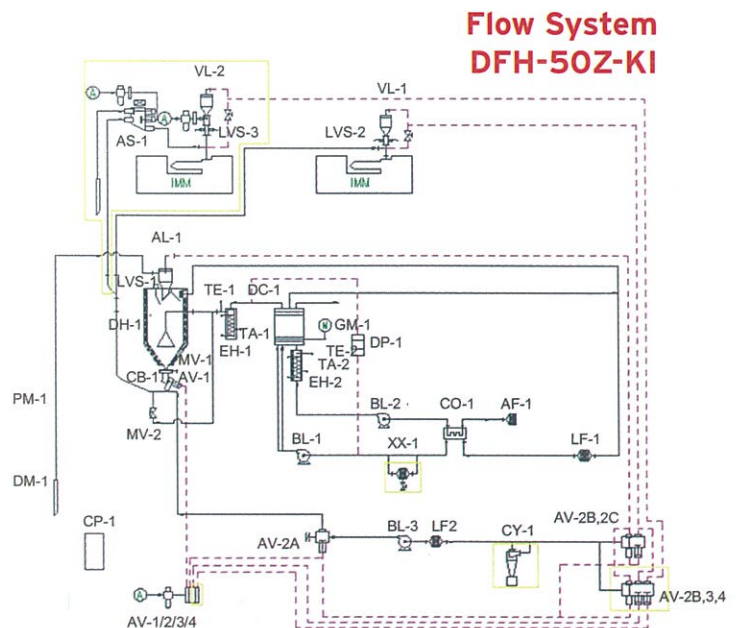 Flow System
DFH-50Z-KI
VL-2
VL-1
A
A
AS-1
LVS-3
LVS-2
IMM
IMM
AL-1
LVS-1
TE-1
DC-1
DH-1
TA-1
GM-1
EH-1
TE-2
DP-1
MV-1
TA-2
CB-1
AV-1
EH-2
PM-1
BL-2
CO-1
AF-1
MV-2
BL-1
XX-1
LF-1
DM-1
CP-1
AV-2A
BL-3
LF2
CY-1
AV-2B,2C
A
AV-2B,3,4
AV-1/2/3/4